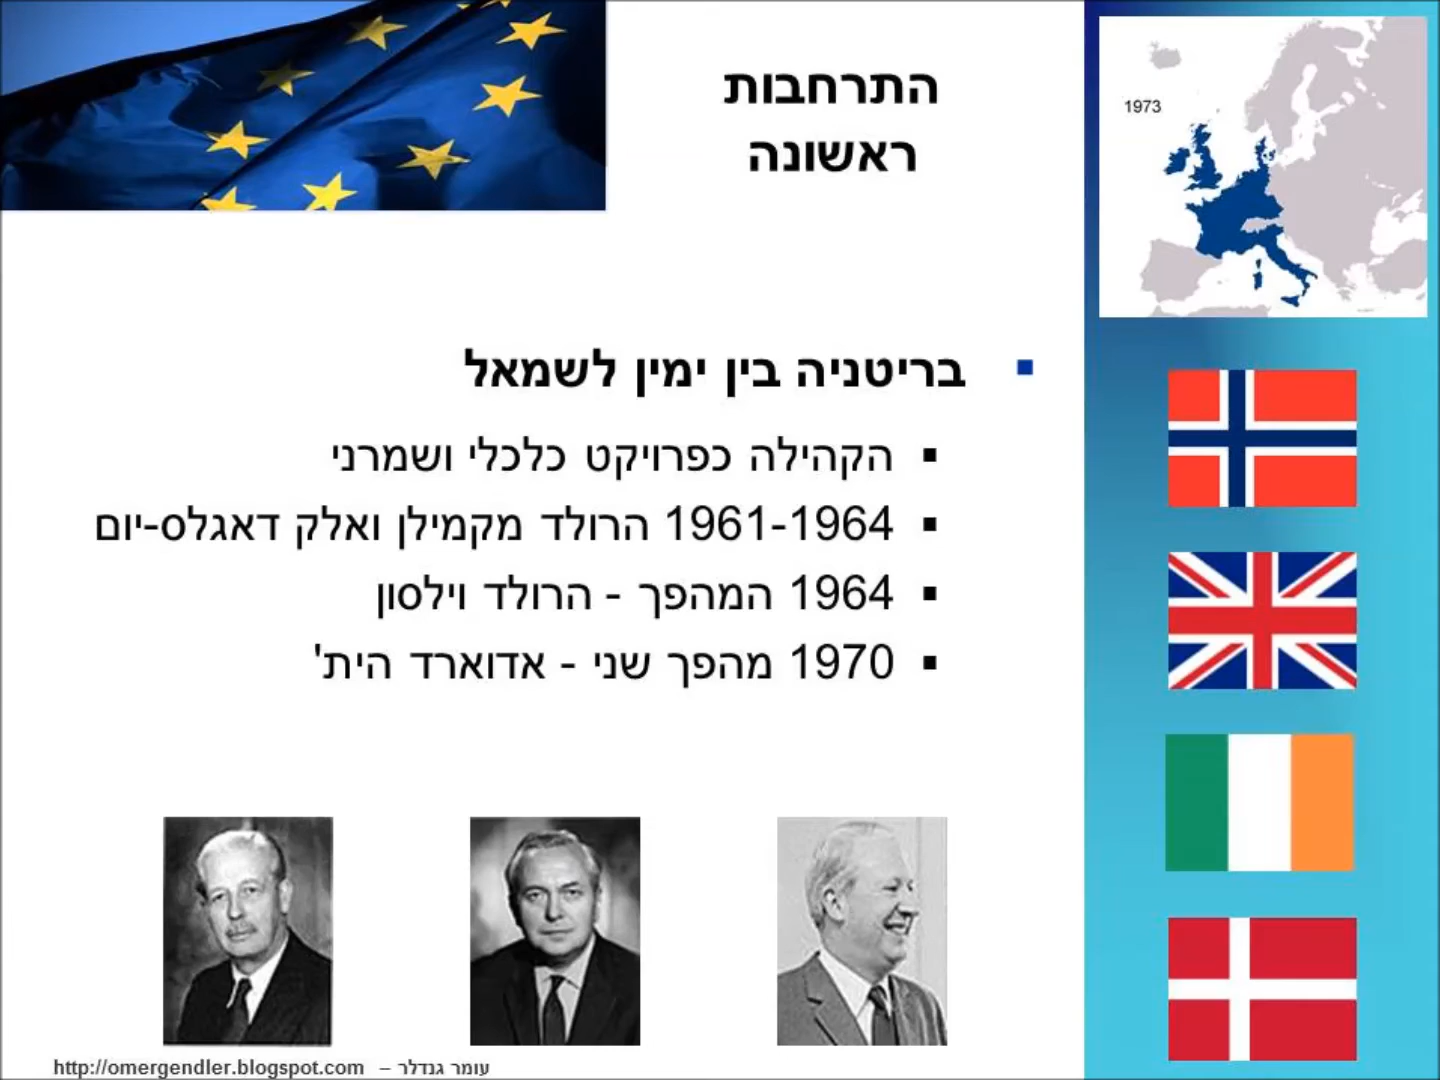 התרחבות
ראשונה
1973
בריטניה בין ימין לשמאל
הקהילה כפרויקט כלכלי ושמרני
1961-1964 הרולד מקמילן ואלק דאגלס-יום
1964 המהפך - הרולד וילסון
1970 מהפך שני - אדוארד הית'
עומר גנדלר – http://omergendler.blogspot.com